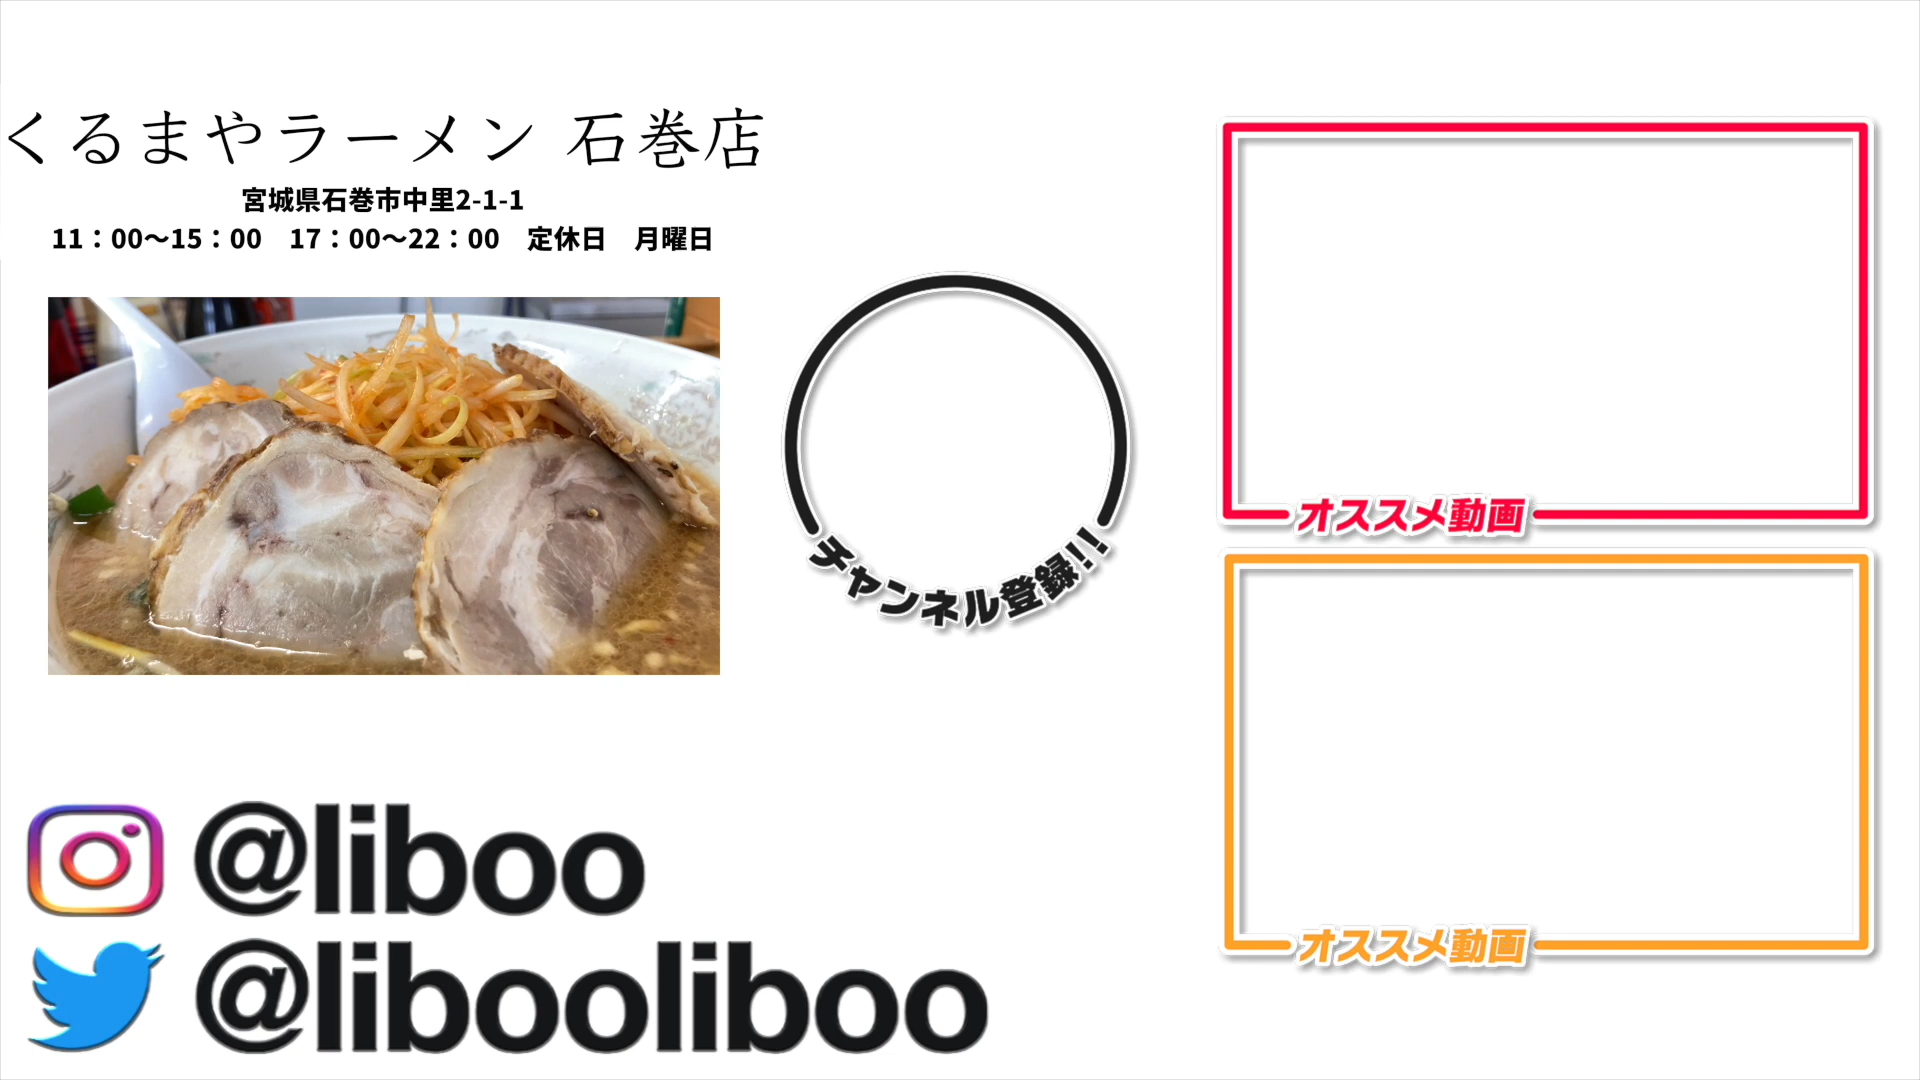 くるまやラーメン 石巻店
宮城県石巻市中里2-1-1
11：00～15：00　17：00～22：00　定休日　月曜日
チャンネル登録!!
オススメ動画
オススメ動画
@liboo
@libooliboo